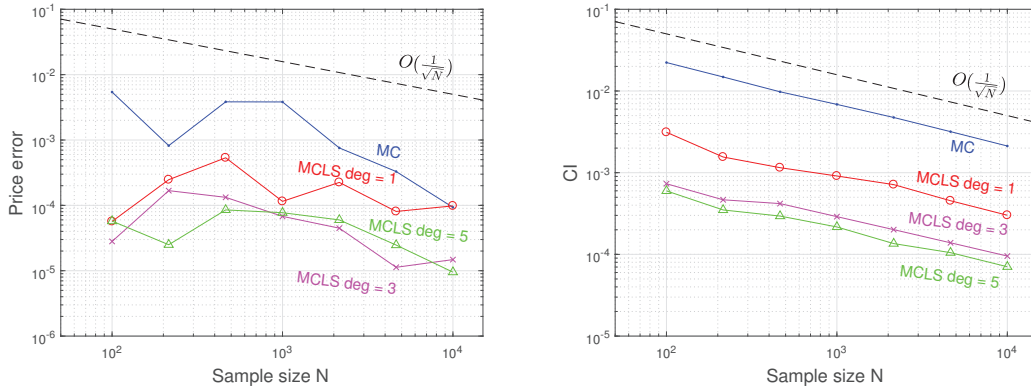 10^-1
10^-2
10^-3
10^-4
10^-5
10^-6
Price error
O(1/√N)
MC
MCLS deg = 1
MCLS deg = 5
MCLS deg = 3
10^2
10^3
10^4
Sample size N
10^-1
10^-2
10^-3
10^-4
10^-5
CI
O(1/√N)
MC
MCLS deg = 1
MCLS deg = 3
MCLS deg = 5
10^2
10^3
10^4
Sample size N